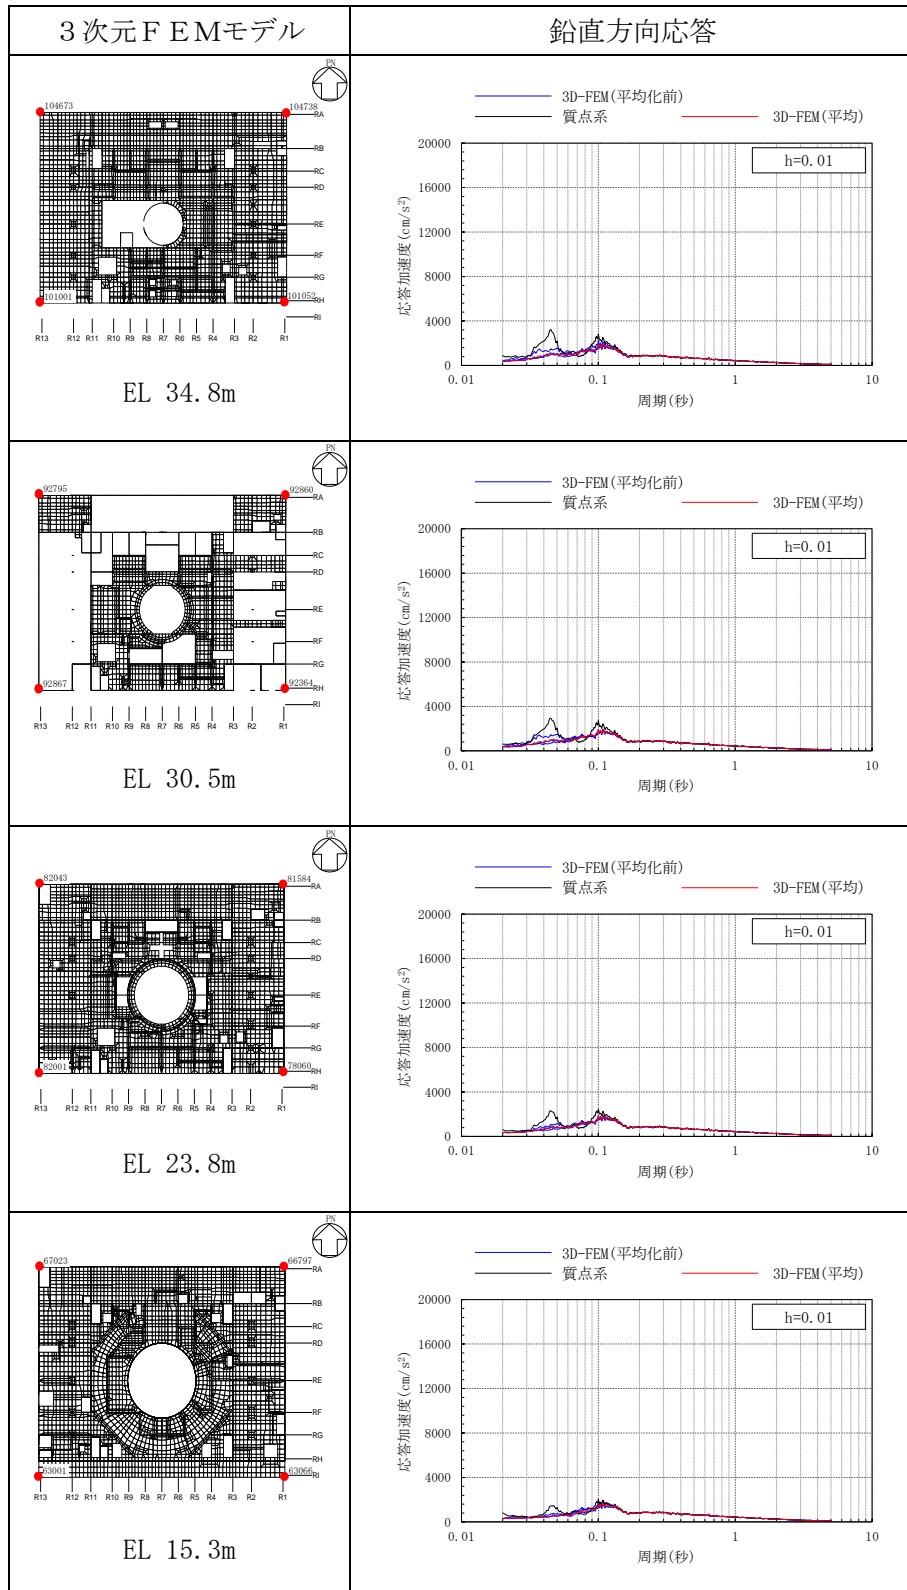 ３次元ＦＥＭモデル
鉛直方向応答
PN
104673
104738
RA
RB
RC
RD
RE
RF
RG
101001
101052
RH
RI
R13 R12 R11 R10 R9 R8 R7 R6 R5 R4 R3 R2 R1
EL 34.8m
3D-FEM(平均化前)
質点系
3D-FEM(平均)
h=0.01
20000
16000
12000
8000
4000
0
応答加速度(cm/s²)
0.01 0.1 1 10
周期(秒)
PN
92795
92860
RA
RB
RC
RD
RE
RF
RG
92867
92364
RH
RI
R13 R12 R11 R10 R9 R8 R7 R6 R5 R4 R3 R2 R1
EL 30.5m
3D-FEM(平均化前)
質点系
3D-FEM(平均)
h=0.01
20000
16000
12000
8000
4000
0
応答加速度(cm/s²)
0.01 0.1 1 10
周期(秒)
PN
82043
81584
RA
RB
RC
RD
RE
RF
RG
82001
78060
RH
RI
R13 R12 R11 R10 R9 R8 R7 R6 R5 R4 R3 R2 R1
EL 23.8m
3D-FEM(平均化前)
質点系
3D-FEM(平均)
h=0.01
20000
16000
12000
8000
4000
0
応答加速度(cm/s²)
0.01 0.1 1 10
周期(秒)
PN
67023
66797
RA
RB
RC
RD
RE
RF
RG
RH
63001
63066
RI
R13 R12 R11 R10 R9 R8 R7 R6 R5 R4 R3 R2 R1
EL 15.3m
3D-FEM(平均化前)
質点系
3D-FEM(平均)
h=0.01
20000
16000
12000
8000
4000
0
応答加速度(cm/s²)
0.01 0.1 1 10
周期(秒)